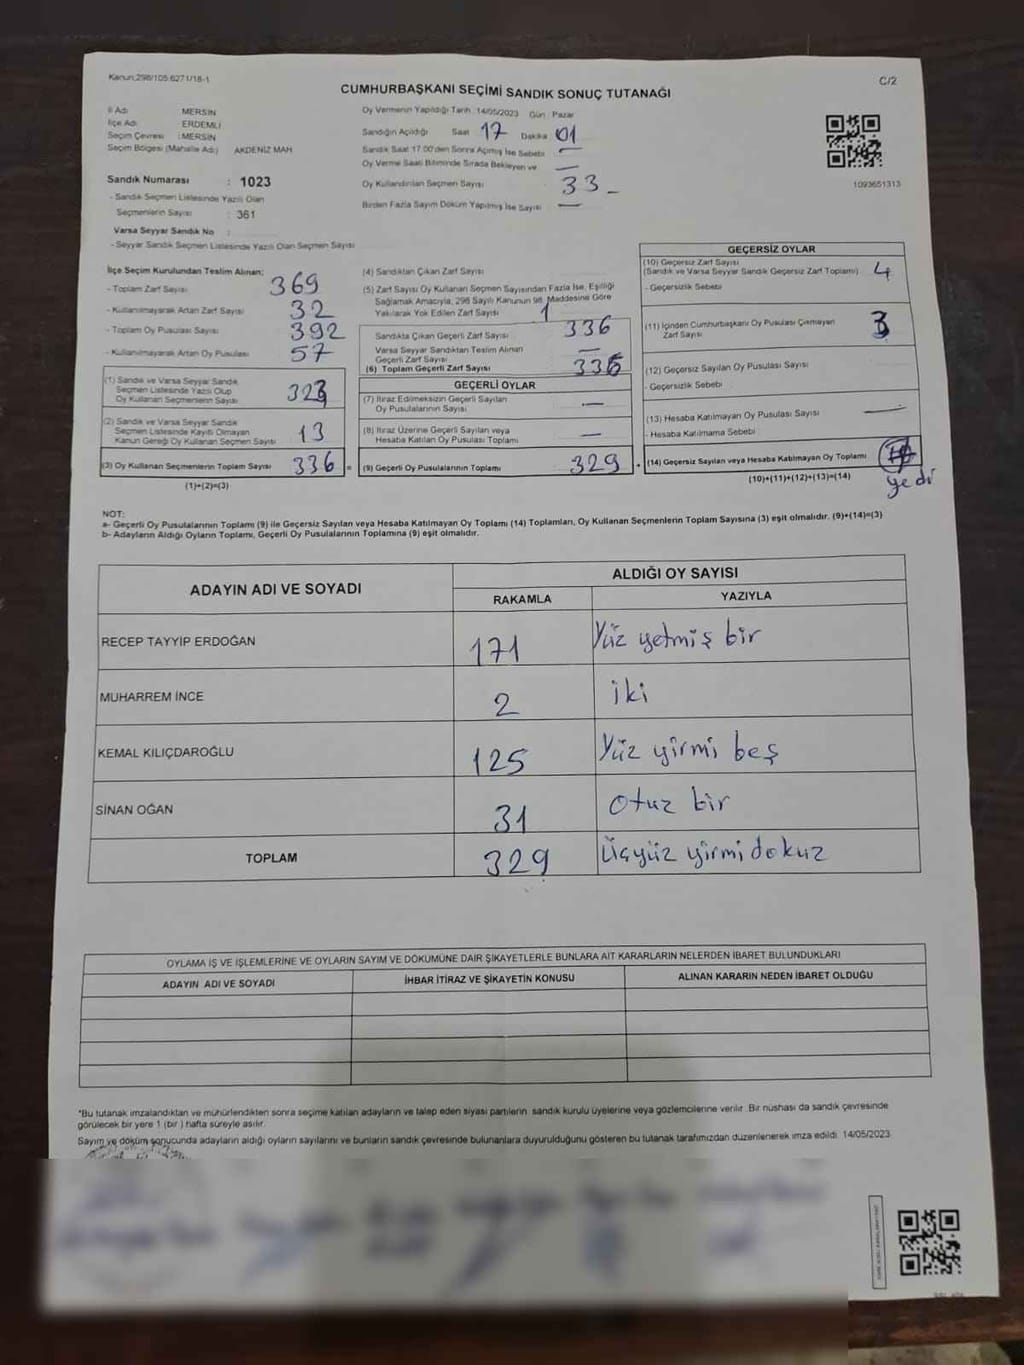 Kanun;298/105.6271/18-1
C/2
CUMHURBAŞKANI SEÇİMİ SANDIK SONUÇ TUTANAĞI
İl Adı MERSİN
İlçe Adı ERDEMLİ
Seçim Çevresi :MERSİN
Seçim Bölgesi (Mahalle Adı) AKDENİZ MAH.
Oy Vermenin Yapıldığı Tarih: 14/05/2023 Gün: Pazar
Sandığın Açıldığı Saat 17 Dakika 01
Sandık Saat 17.00'den Sonra Açılmış İse Sebebi —
Oy Verme Saati Bitiminde Sırada Bekleyen ve —
Oy Kullandırılan Seçmen Sayısı 33 -
Birden Fazla Sayım Döküm Yapılmış İse Sayısı —
1093651313
Sandık Numarası : 1023
- Sandık Seçmen Listesinde Yazılı Olan
Seçmenlerin Sayısı : 361
Varsa Seyyar Sandık No :
- Seyyar Sandık Seçmen Listesinde Yazılı Olan Seçmen Sayısı
İlçe Seçim Kurulundan Teslim Alınan;
- Toplam Zarf Sayısı 369
- Kullanılmayarak Artan Zarf Sayısı 32
- Toplam Oy Pusulası Sayısı 392
- Kullanılmayarak Artan Oy Pusulası 57
(1) Sandık ve Varsa Seyyar Sandık
Seçmen Listesinde Yazılı Olup
Oy Kullanan Seçmenlerin Sayısı 323
(2) Sandık ve Varsa Seyyar Sandık
Seçmen Listesinde Kayıtlı Olmayan
Kanun Gereği Oy Kullanan Seçmen Sayısı 13
(3) Oy Kullanan Seçmenlerin Toplam Sayısı 336 =
(1)+(2)=(3)
(4) Sandıktan Çıkan Zarf Sayısı
(5) Zarf Sayısı Oy Kullanan Seçmen Sayısından Fazla İse, Eşitliği
Sağlamak Amacıyla, 298 Sayılı Kanunun 98. Maddesine Göre
Yakılarak Yok Edilen Zarf Sayısı 1
Sandıkta Çıkan Geçerli Zarf Sayısı 336
Varsa Seyyar Sandıktan Teslim Alınan
Geçerli Zarf Sayısı —
(6) Toplam Geçerli Zarf Sayısı 336
GEÇERLİ OYLAR
(7) İtiraz Edilmeksizin Geçerli Sayılan
Oy Pusulalarının Sayısı —
(8) İtiraz Üzerine Geçerli Sayılan veya
Hesaba Katılan Oy Pusulası Toplamı —
(9) Geçerli Oy Pusulalarının Toplamı 329 +
GEÇERSİZ OYLAR
(10) Geçersiz Zarf Sayısı
(Sandık ve Varsa Seyyar Sandık Geçersiz Zarf Toplamı) 4
- Geçersizlik Sebebi
(11) İçinden Cumhurbaşkanı Oy Pusulası Çıkmayan
Zarf Sayısı 3
(12) Geçersiz Sayılan Oy Pusulası Sayısı
- Geçersizlik Sebebi
(13) Hesaba Katılmayan Oy Pusulası Sayısı —
- Hesaba Katılmama Sebebi
(14) Geçersiz Sayılan veya Hesaba Katılmayan Oy Toplamı
yedi
(10)+(11)+(12)+(13)=(14)
NOT:
a- Geçerli Oy Pusulalarının Toplamı (9) ile Geçersiz Sayılan veya Hesaba Katılmayan Oy Toplamı (14) Toplamları, Oy Kullanan Seçmenlerin Toplam Sayısına (3) eşit olmalıdır. (9)+(14)=(3)
b- Adayların Aldığı Oyların Toplamı, Geçerli Oy Pusulalarının Toplamına (9) eşit olmalıdır.
ADAYIN ADI VE SOYADI
ALDIĞI OY SAYISI
RAKAMLA YAZIYLA
RECEP TAYYİP ERDOĞAN 171 Yüz yetmiş bir
MUHARREM İNCE 2 iki
KEMAL KILIÇDAROĞLU 125 Yüz yirmi beş
SİNAN OĞAN 31 otuz bir
TOPLAM 329 Üçyüz yirmi dokuz
OYLAMA İŞ VE İŞLEMLERİNE VE OYLARIN SAYIM VE DÖKÜMÜNE DAİR ŞİKAYETLERLE BUNLARA AİT KARARLARIN NELERDEN İBARET BULUNDUKLARI
ADAYIN ADI VE SOYADI İHBAR İTİRAZ VE ŞİKAYETİN KONUSU ALINAN KARARIN NEDEN İBARET OLDUĞU
*Bu tutanak imzalandıktan ve mühürlendikten sonra seçime katılan adayların ve talep eden siyasi partilerin sandık kurulu üyelerine veya gözlemcilerine verilir. Bir nüshası da sandık çevresinde
görülecek bir yere 1 (bir ) hafta süreyle asılır.
Sayım ve döküm sonucunda adayların aldığı oyların sayılarını ve bunların sandık çevresinde bulunanlara duyurulduğunu gösteren bu tutanak tarafımızdan düzenlenerek imza edildi. 14/05/2023